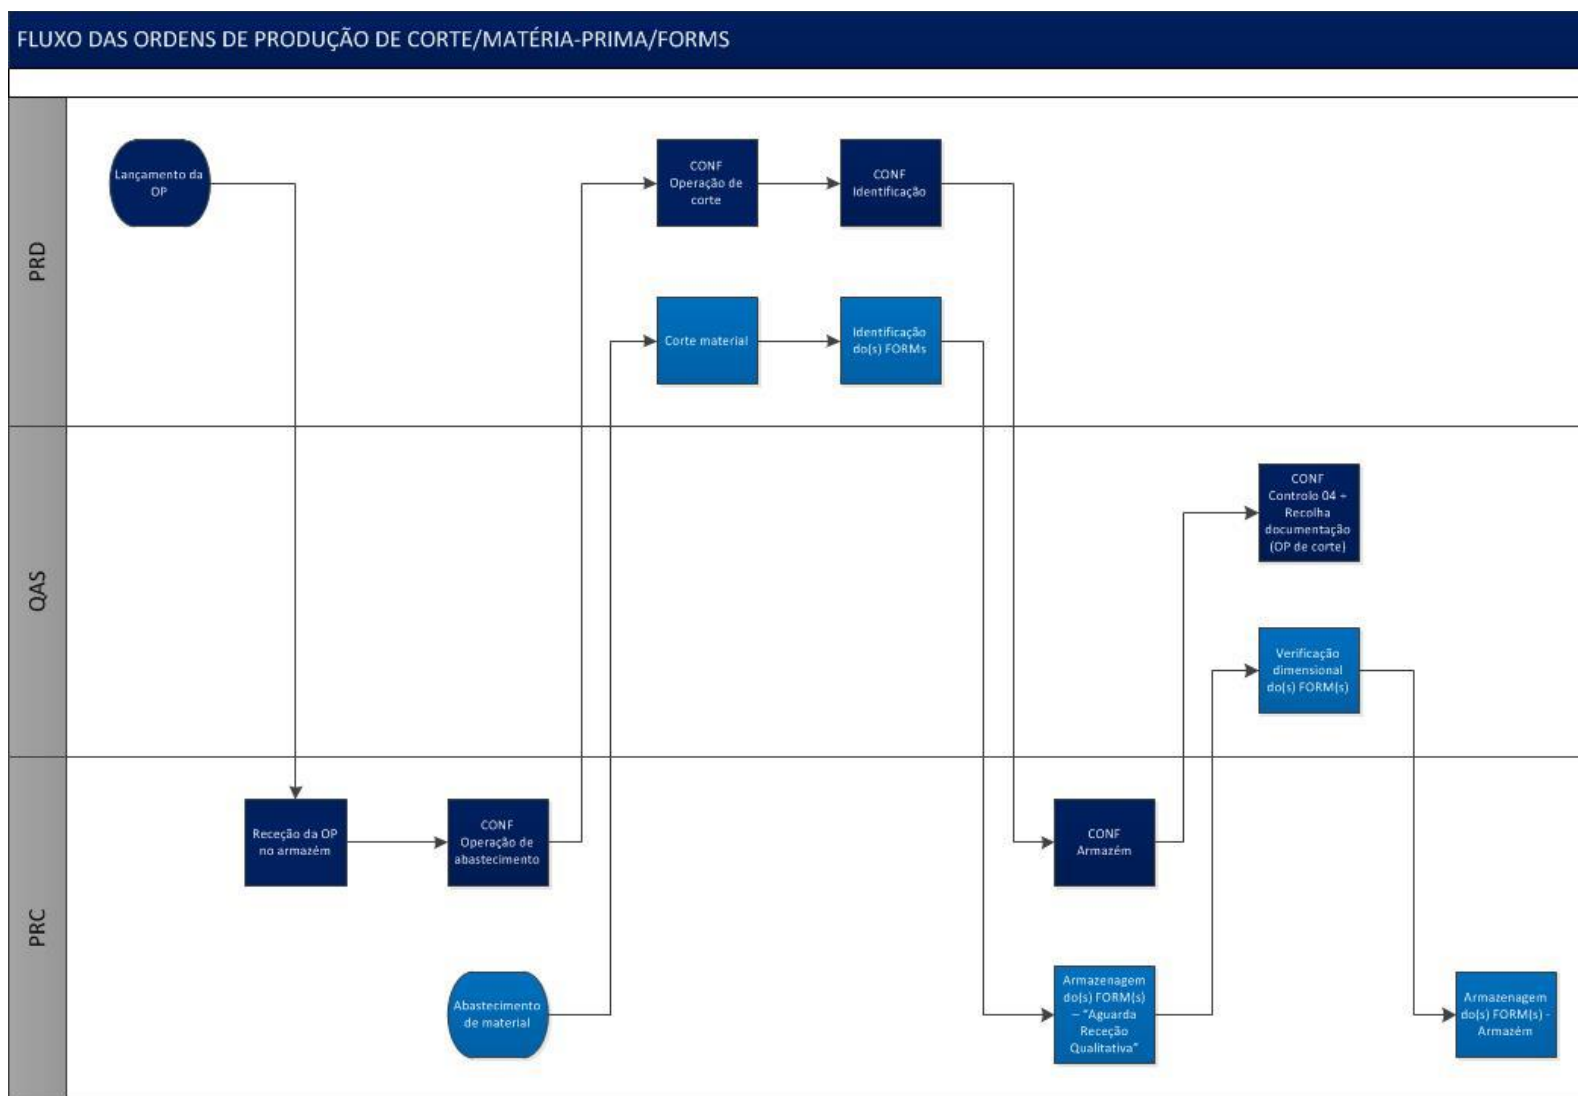 FLUXO DAS ORDENS DE PRODUÇÃO DE CORTE/MATÉRIA-PRIMA/FORMS
PRD
Lançamento da
OP
CONF
Operação de
corte
CONF
Identificação
Corte material
Identificação
do(s) FORMs
QAS
CONF
Controlo 04 –
Recolha
documentação
(OP de corte)
Verificação
dimensional
do(s) FORM(s)
PRC
Receção da OP
no armazém
CONF
Operação de
abastecimento
CONF
Armazém
Abastecimento
de material
Armazenagem
do(s) FORM(s)
– "Aguarda
Receção
Qualitativa"
Armazenagem
do(s) FORM(s) -
Armazém